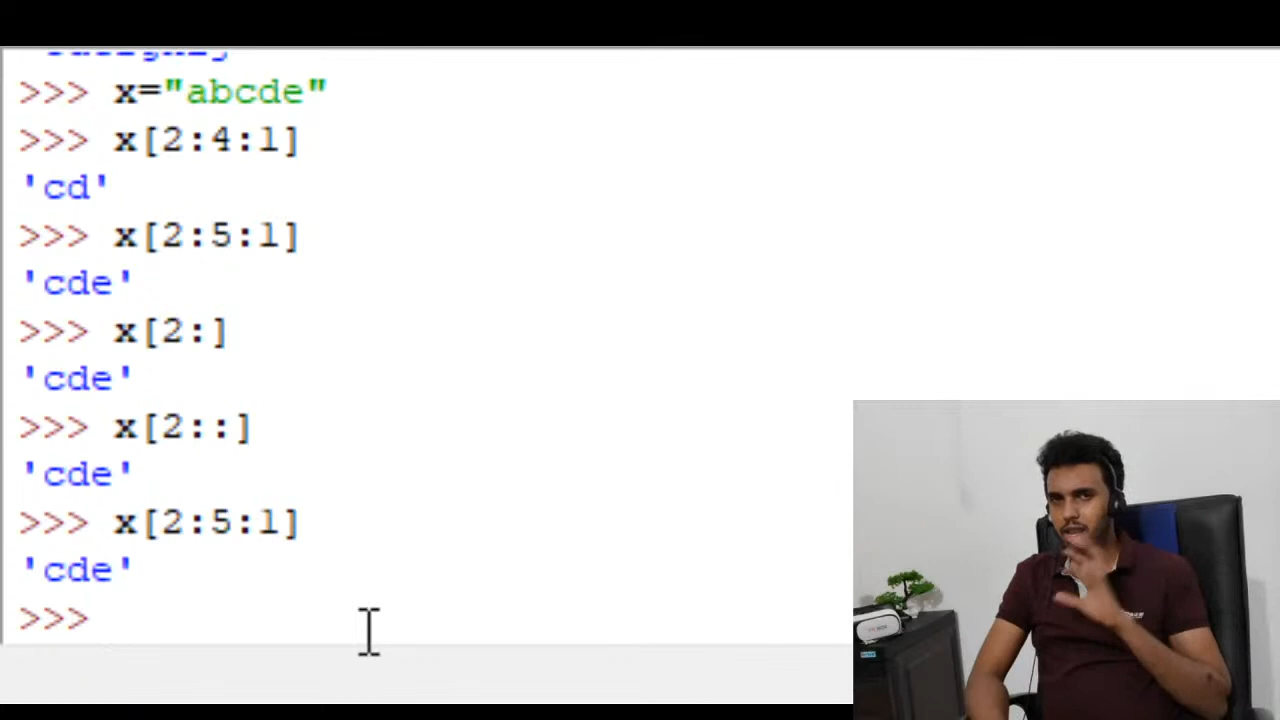 >>> x="abcde"
>>> x[2:4:1]
'cd'
>>> x[2:5:1]
'cde'
>>> x[2:]
'cde'
>>> x[2::]
'cde'
>>> x[2:5:1]
'cde'
>>>